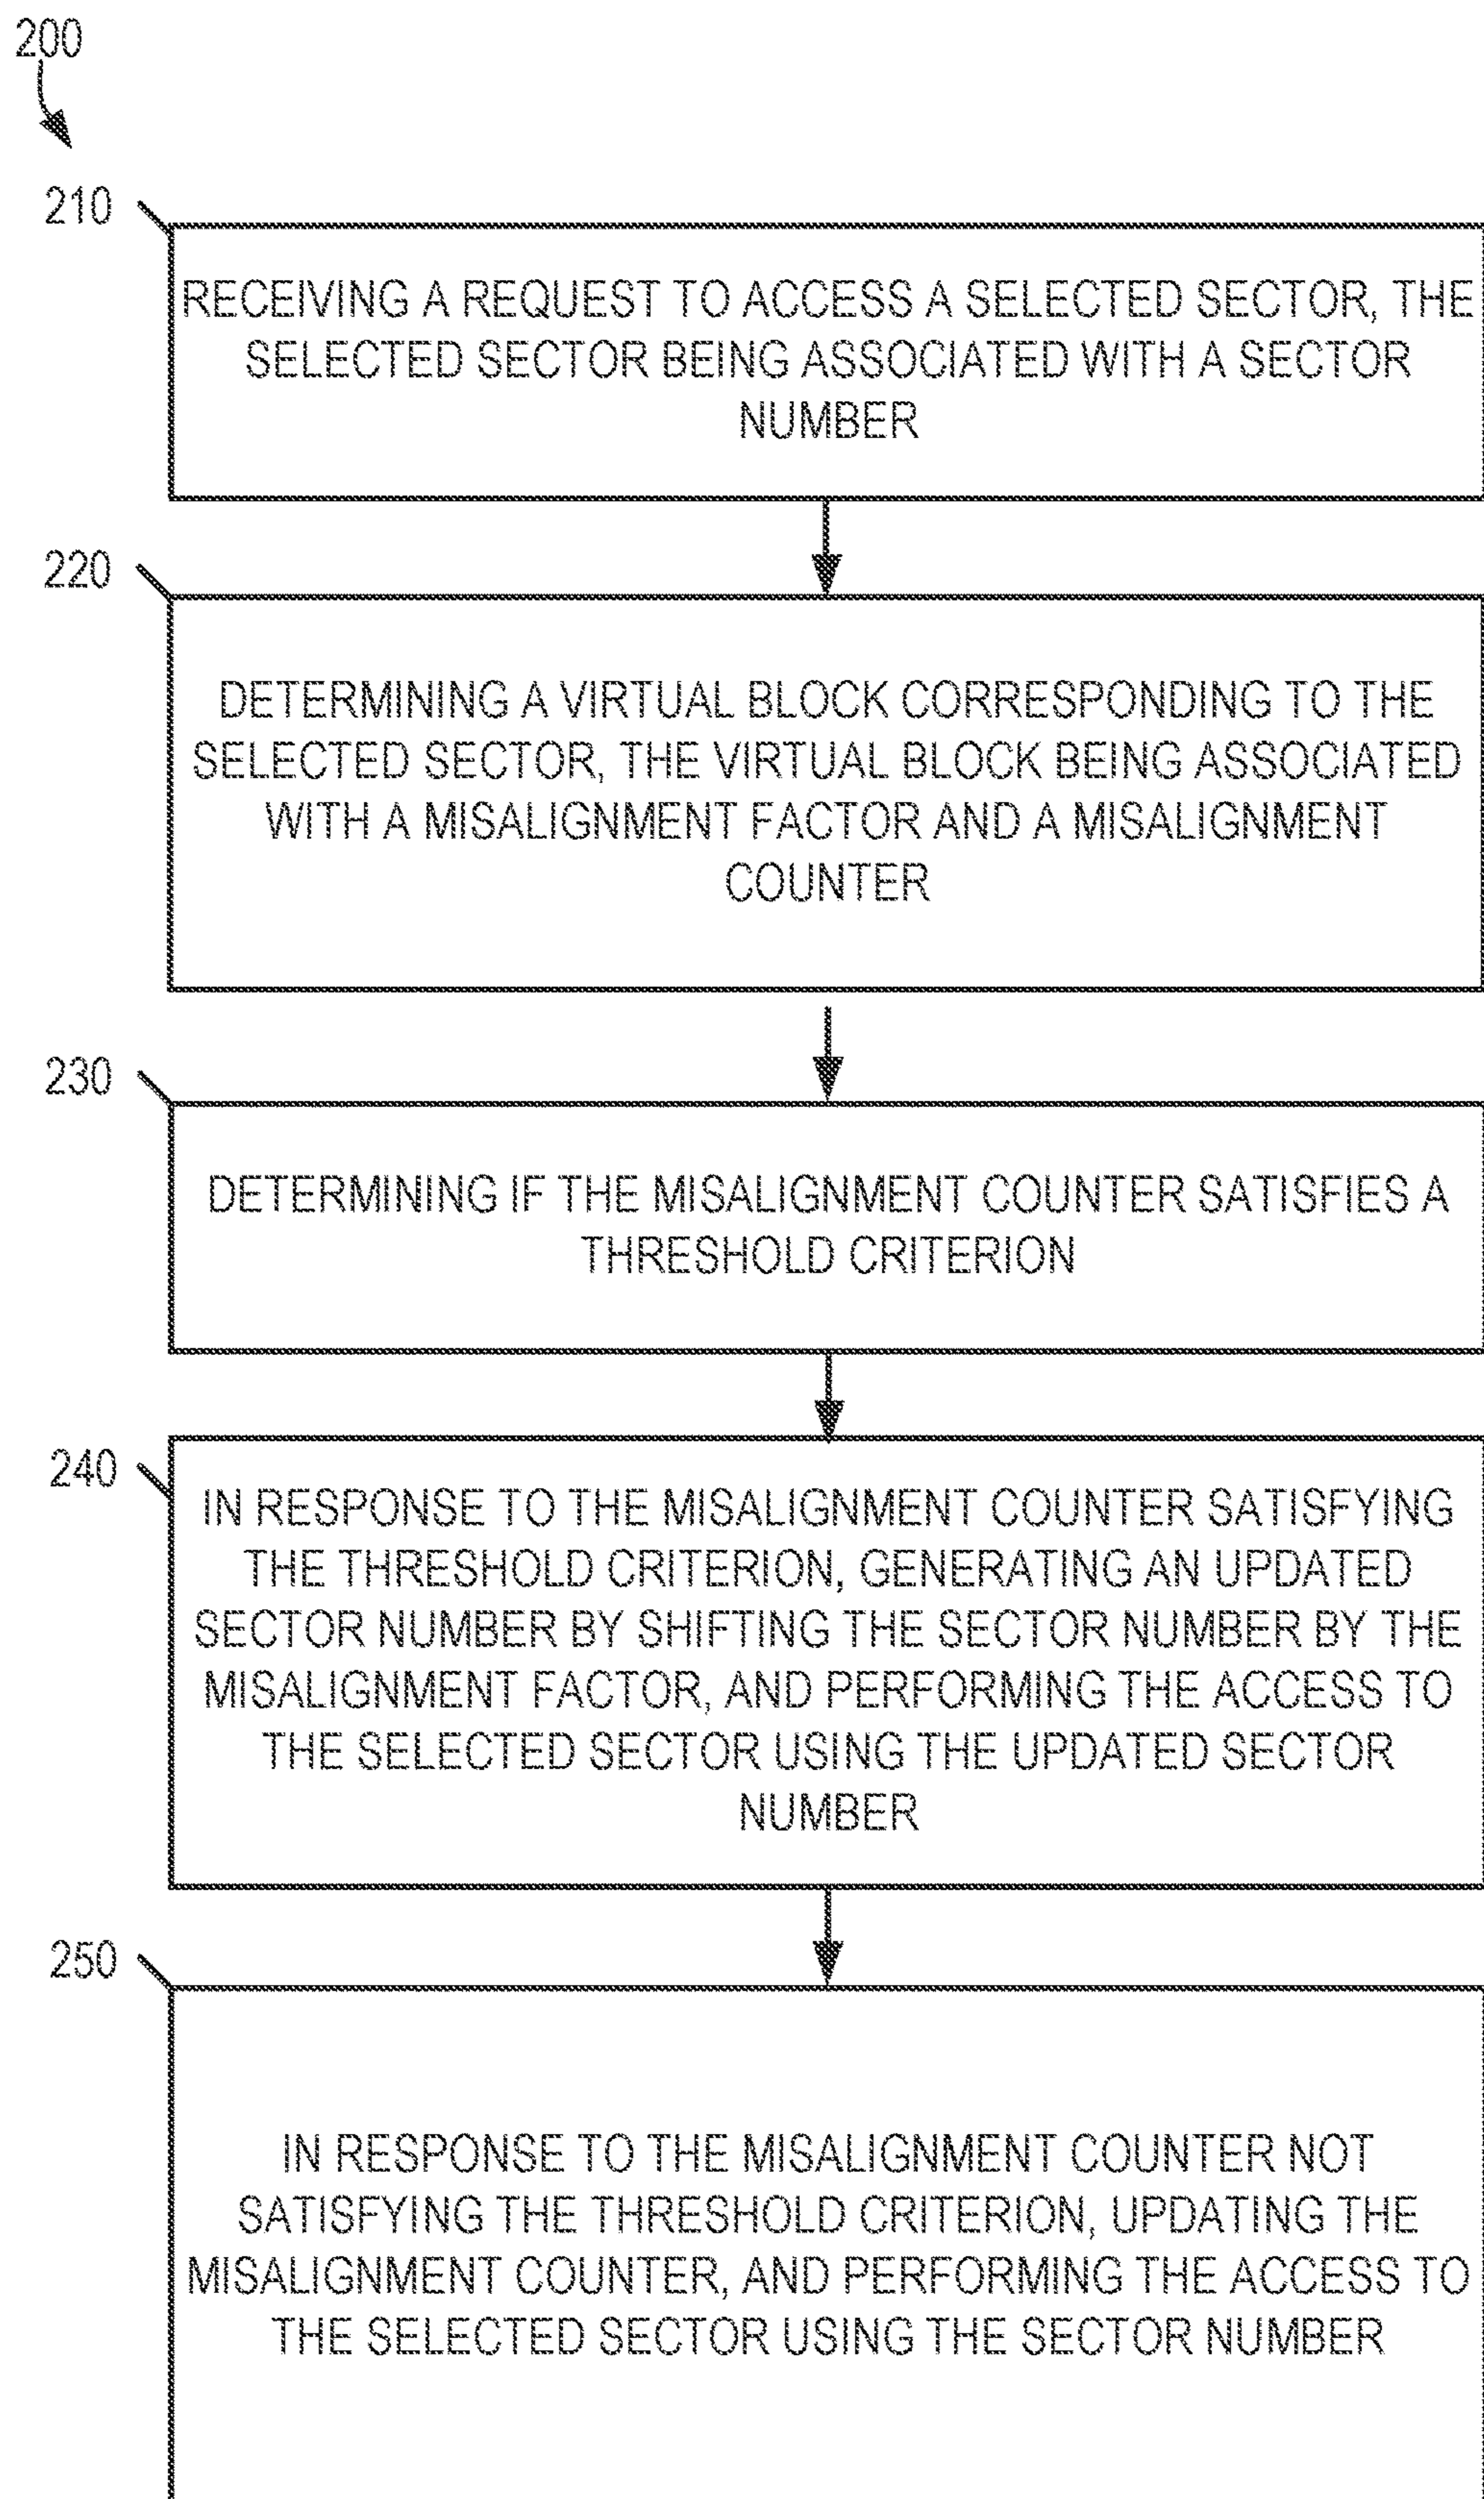 200
210
RECEIVING A REQUEST TO ACCESS A SELECTED SECTOR, THE
SELECTED SECTOR BEING ASSOCIATED WITH A SECTOR
NUMBER
220
DETERMINING A VIRTUAL BLOCK CORRESPONDING TO THE
SELECTED SECTOR, THE VIRTUAL BLOCK BEING ASSOCIATED
WITH A MISALIGNMENT FACTOR AND A MISALIGNMENT
COUNTER
230
DETERMINING IF THE MISALIGNMENT COUNTER SATISFIES A
THRESHOLD CRITERION
240
IN RESPONSE TO THE MISALIGNMENT COUNTER SATISFYING
THE THRESHOLD CRITERION, GENERATING AN UPDATED
SECTOR NUMBER BY SHIFTING THE SECTOR NUMBER BY THE
MISALIGNMENT FACTOR, AND PERFORMING THE ACCESS TO
THE SELECTED SECTOR USING THE UPDATED SECTOR
NUMBER
250
IN RESPONSE TO THE MISALIGNMENT COUNTER NOT
SATISFYING THE THRESHOLD CRITERION, UPDATING THE
MISALIGNMENT COUNTER, AND PERFORMING THE ACCESS TO
THE SELECTED SECTOR USING THE SECTOR NUMBER